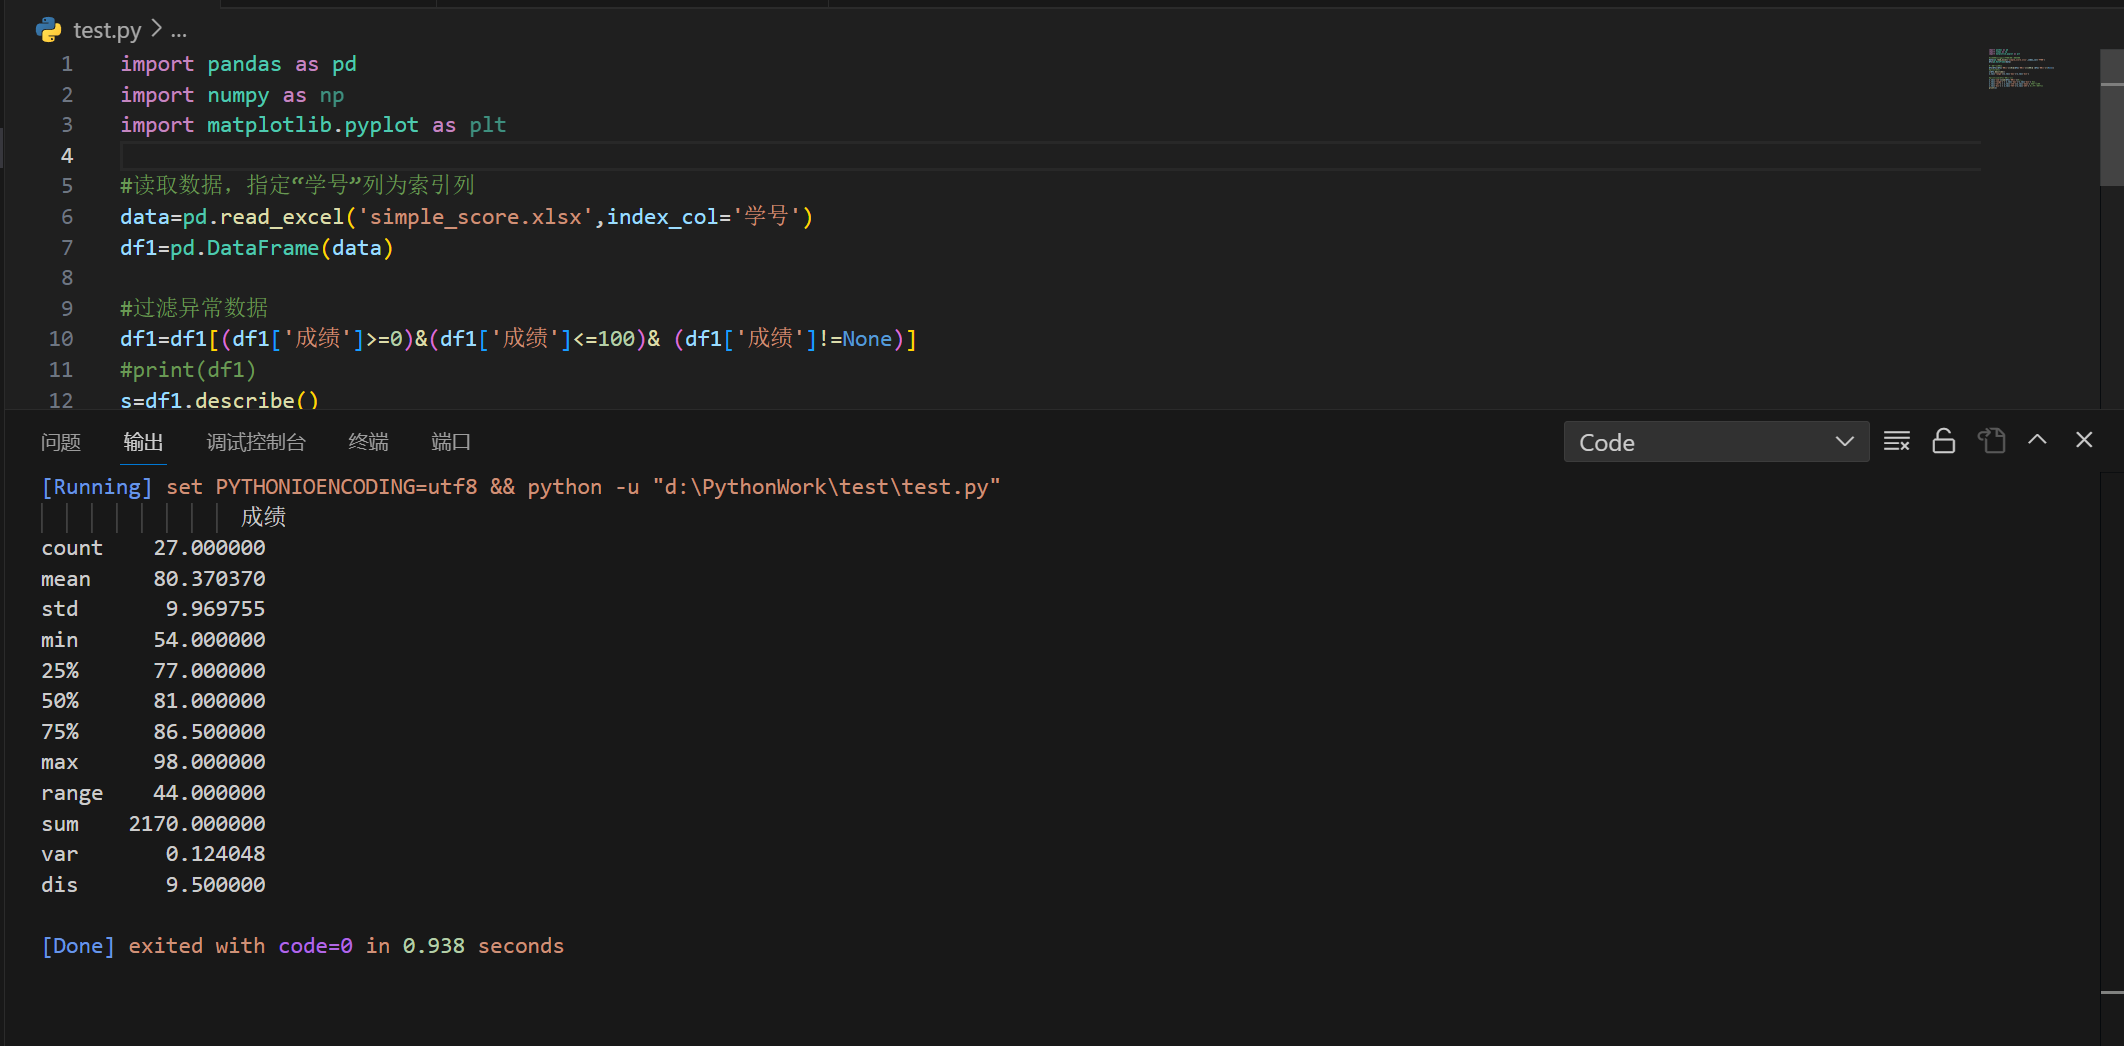 test.py > ...
1 import pandas as pd
2 import numpy as np
3 import matplotlib.pyplot as plt
4
5 #读取数据，指定“学号”列为索引列
6 data=pd.read_excel('simple_score.xlsx',index_col='学号')
7 df1=pd.DataFrame(data)
8
9 #过滤异常数据
10 df1=df1[(df1['成绩']>=0)&(df1['成绩']<=100)& (df1['成绩']!=None)]
11 #print(df1)
12 s=df1.describe()
问题 输出 调试控制台 终端 端口 Code
[Running] set PYTHONIOENCODING=utf8 && python -u "d:\PythonWork\test\test.py"
成绩
count 27.000000
mean 80.370370
std 9.969755
min 54.000000
25% 77.000000
50% 81.000000
75% 86.500000
max 98.000000
range 44.000000
sum 2170.000000
var 0.124048
dis 9.500000
[Done] exited with code=0 in 0.938 seconds